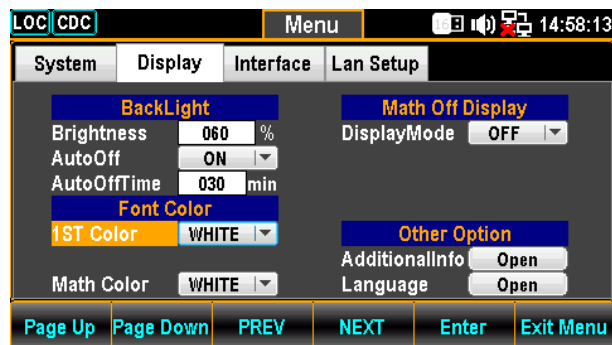 LOC CDC Menu 16 14:58:13
System Display Interface Lan Setup
BackLight
Brightness 060 %
AutoOff ON
AutoOffTime 030 min
Font Color
1ST Color WHITE
Math Color WHITE
Math Off Display
DisplayMode OFF
Other Option
AdditionalInfo Open
Language Open
Page Up Page Down PREV NEXT Enter Exit Menu